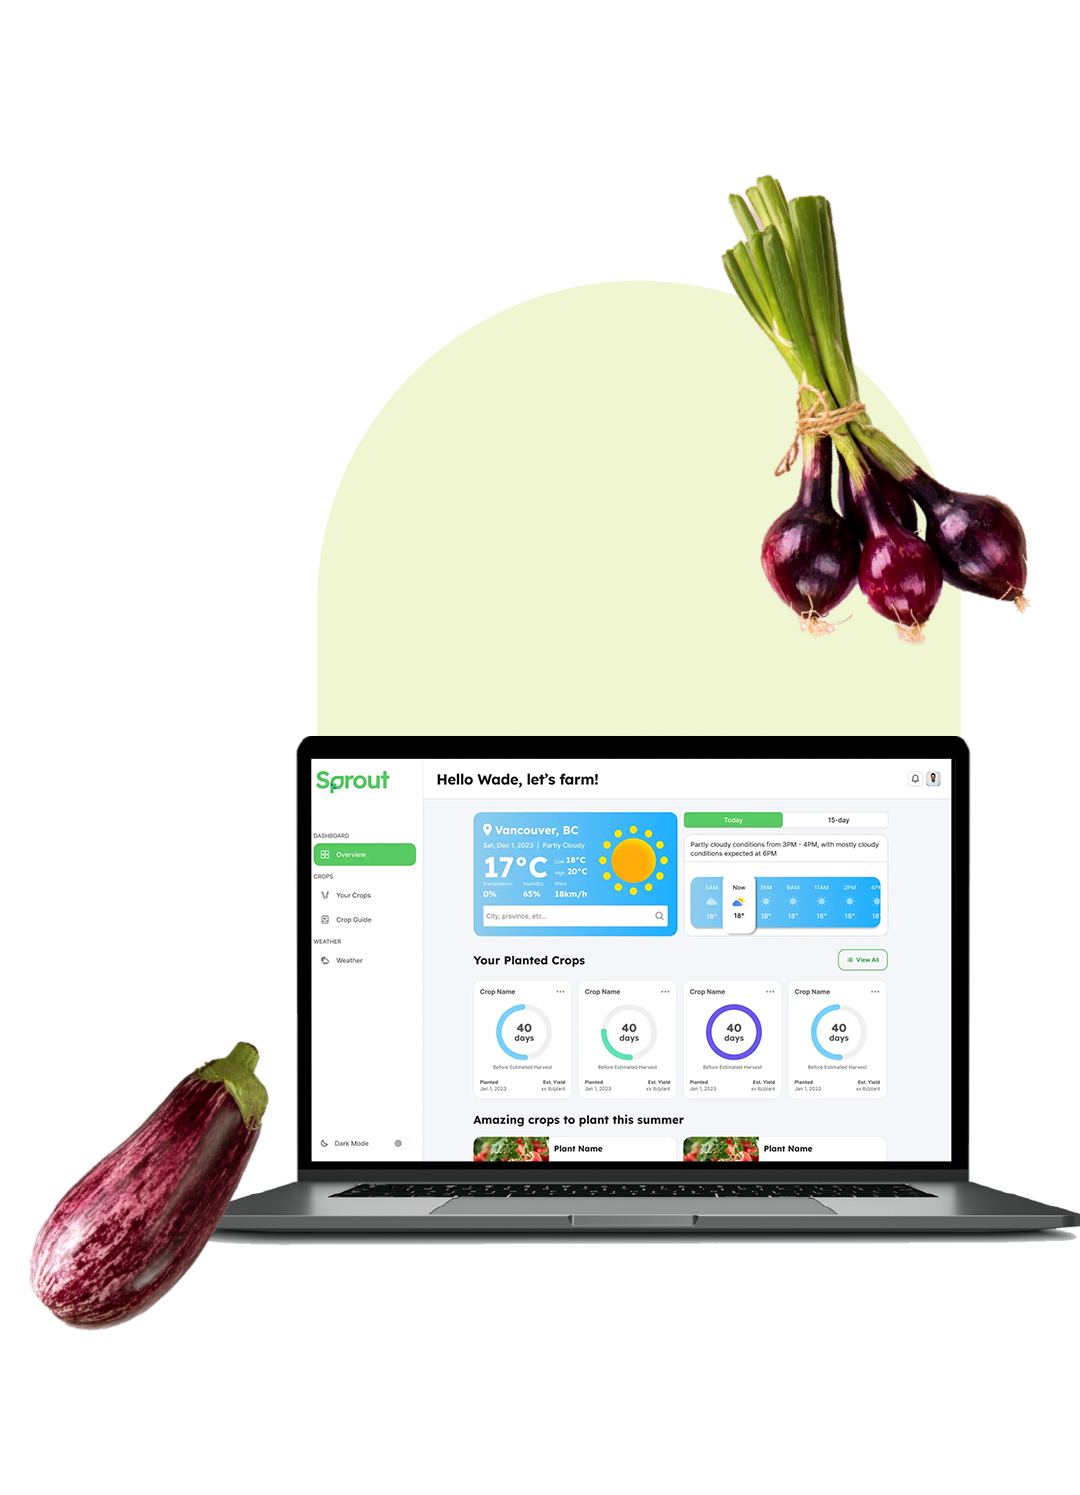 Sprout
Hello Wade, let's farm!
DASHBOARD
Overview
CROPS
Your Crops
Crop Guide
WEATHER
Weather
Dark Mode
Vancouver, BC
Sat, Dec 1, 2023 | Partly Cloudy
17°C
Low 18°C
High 20°C
Precipitation Humidity Wind
0% 65% 18km/h
City, province, etc...
Today 15-day
Partly cloudy conditions from 3PM - 4PM, with mostly cloudy
conditions expected at 6PM
5AM Now 7AM 9AM 11AM 2PM 4PM
18° 18° 18° 18° 18° 18° 18°
Your Planted Crops
View All
Crop Name Crop Name Crop Name Crop Name
40 40 40 40
days days days days
Before Estimated Harvest Before Estimated Harvest Before Estimated Harvest Before Estimated Harvest
Planted Est. Yield Planted Est. Yield Planted Est. Yield Planted Est. Yield
Jan 1, 2023 xx lb/plant Jan 1, 2023 xx lb/plant Jan 1, 2023 xx lb/plant Jan 1, 2023 xx lb/plant
Amazing crops to plant this summer
Plant Name Plant Name